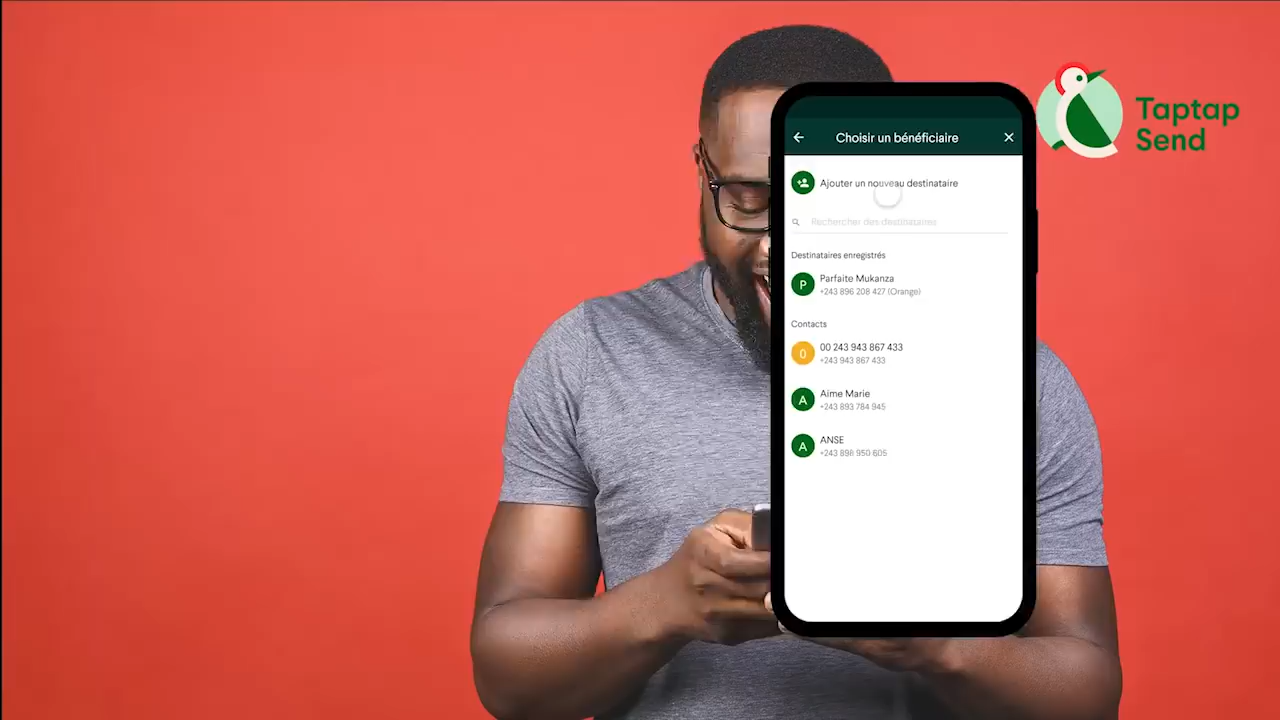 Taptap
Send
Choisir un bénéficiaire
Ajouter un nouveau destinataire
Rechercher des destinataires
Destinataires enregistrés
P
Parfaite Mukanza
+243 896 208 427 (Orange)
Contacts
0
00 243 943 867 433
+243 943 867 433
A
Aime Marie
+243 893 784 945
A
ANSE
+243 898 950 605